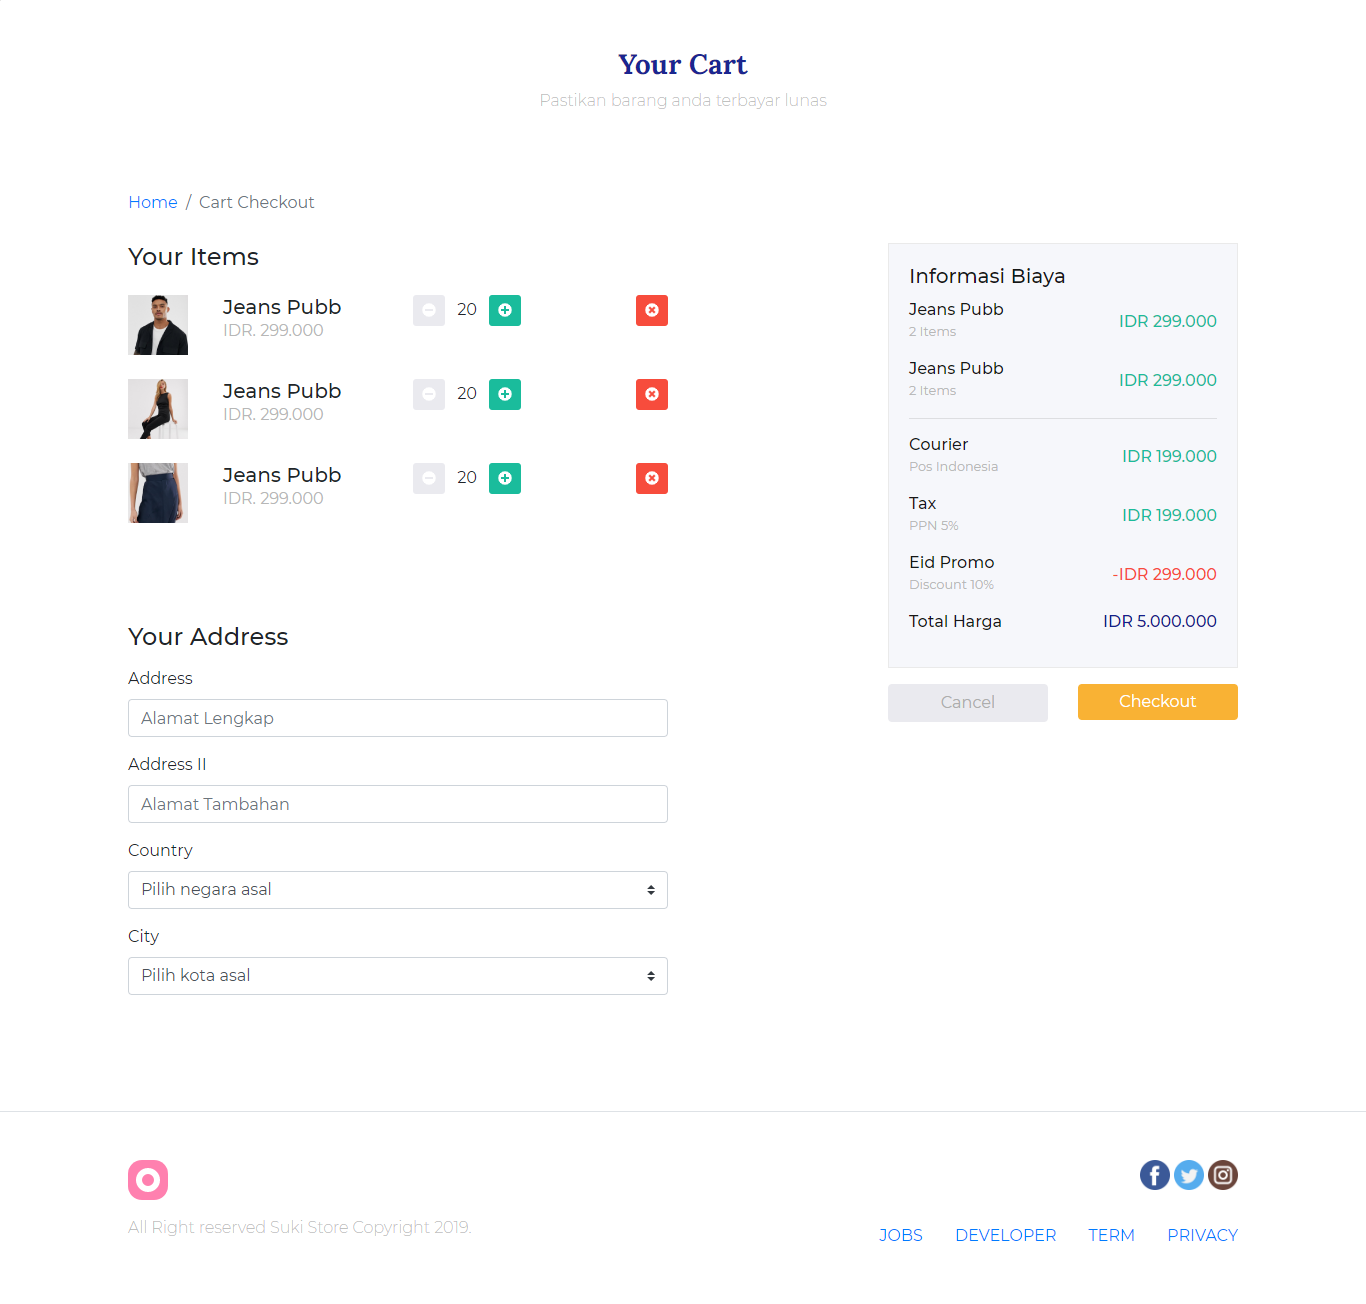 Your Cart
Pastikan barang anda terbayar lunas
Home / Cart Checkout
Your Items
Jeans Pubb
IDR. 299.000
20
Jeans Pubb
IDR. 299.000
20
Jeans Pubb
IDR. 299.000
20
Informasi Biaya
Jeans Pubb
2 Items
IDR 299.000
Jeans Pubb
2 Items
IDR 299.000
Courier
Pos Indonesia
IDR 199.000
Tax
PPN 5%
IDR 199.000
Eid Promo
Discount 10%
-IDR 299.000
Total Harga
IDR 5.000.000
Cancel
Checkout
Your Address
Address
Alamat Lengkap
Address II
Alamat Tambahan
Country
Pilih negara asal
City
Pilih kota asal
All Right reserved Suki Store Copyright 2019.
JOBS
DEVELOPER
TERM
PRIVACY